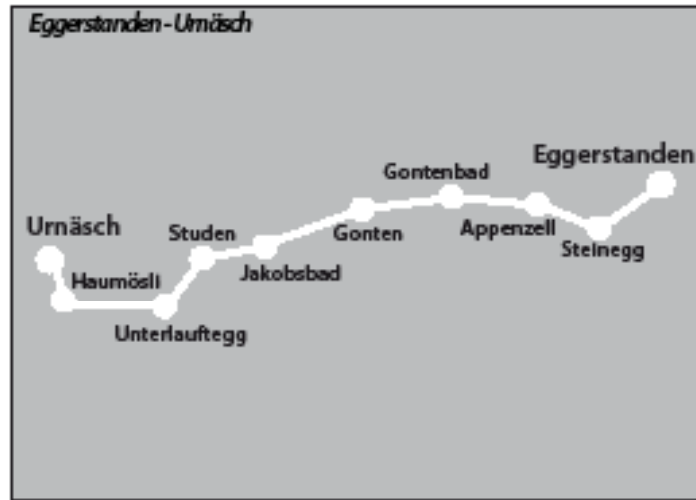 Eggerstanden - Urnäsch
Eggerstanden
Gontenbad
Urnäsch
Studen
Gonten
Appenzell
Steinegg
Jakobsbad
Haumösli
Unterlauftegg